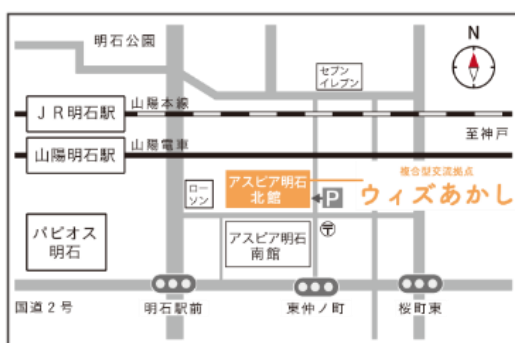 明石公園
N
セブン
イレブン
JR明石駅
山陽本線
至神戸
山陽明石駅
山陽電車
複合型交流拠点
ウィズあかし
アスピア明石
北館
P
ロー
ソン
パピオス
明石
アスピア明石
南館
〒
国道2号
明石駅前
東仲ノ町
桜町東